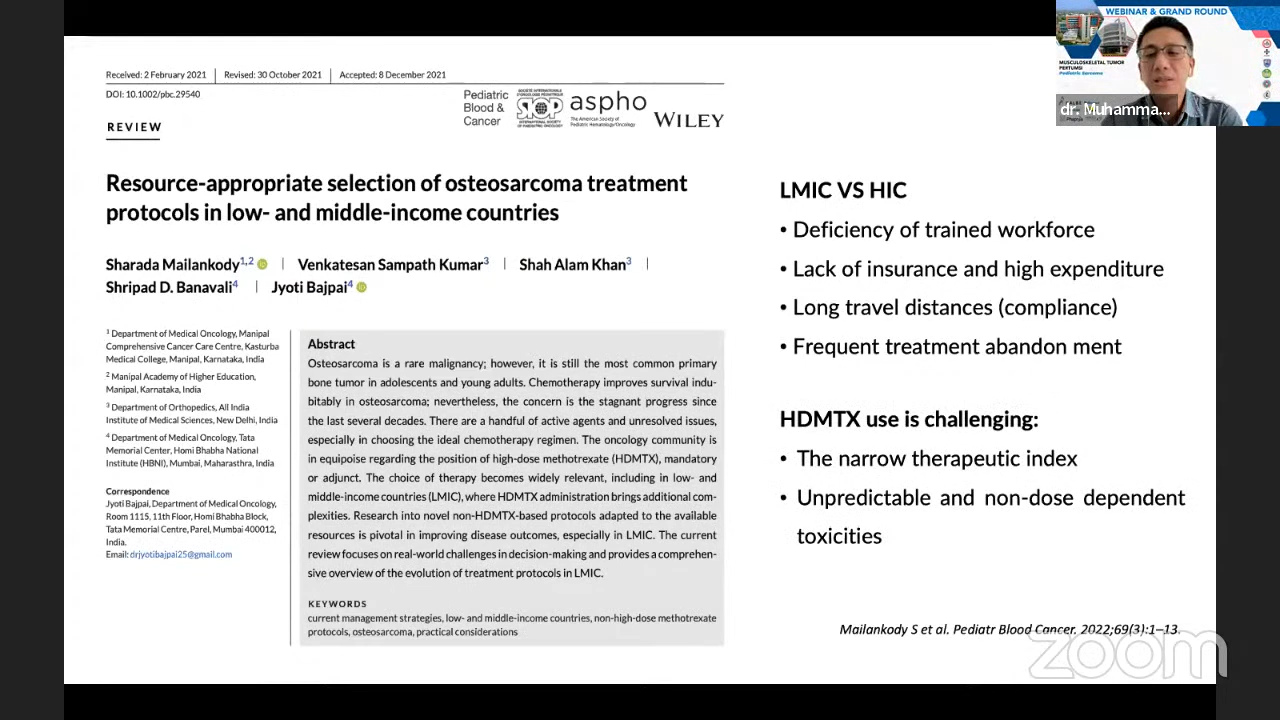 Received: 2 February 2021 | Revised: 30 October 2021 | Accepted: 8 December 2021
DOI: 10.1002/pbc.29540
Pediatric
Blood &
Cancer
SIOP
aspho
The American Society of
Pediatric Hematology/Oncology
WILEY
REVIEW
Resource-appropriate selection of osteosarcoma treatment
protocols in low- and middle-income countries
Sharada Mailankody1,2 | Venkatesan Sampath Kumar3 | Shah Alam Khan3 |
Shripad D. Banavali4 | Jyoti Bajpai4
1 Department of Medical Oncology, Manipal
Comprehensive Cancer Care Centre, Kasturba
Medical College, Manipal, Karnataka, India
2 Manipal Academy of Higher Education,
Manipal, Karnataka, India
3 Department of Orthopedics, All India
Institute of Medical Sciences, New Delhi, India
4 Department of Medical Oncology, Tata
Memorial Center, Homi Bhabha National
Institute (HBNI), Mumbai, Maharasthra, India
Correspondence
Jyoti Bajpai, Department of Medical Oncology,
Room 1115, 11th Floor, Homi Bhabha Block,
Tata Memorial Centre, Parel, Mumbai 400012,
India.
Email: drjyotibajpai25@gmail.com
Abstract
Osteosarcoma is a rare malignancy; however, it is still the most common primary
bone tumor in adolescents and young adults. Chemotherapy improves survival indu-
bitably in osteosarcoma; nevertheless, the concern is the stagnant progress since
the last several decades. There are a handful of active agents and unresolved issues,
especially in choosing the ideal chemotherapy regimen. The oncology community is
in equipoise regarding the position of high-dose methotrexate (HDMTX), mandatory
or adjunct. The choice of therapy becomes widely relevant, including in low- and
middle-income countries (LMIC), where HDMTX administration brings additional com-
plexities. Research into novel non-HDMTX-based protocols adapted to the available
resources is pivotal in improving disease outcomes, especially in LMIC. The current
review focuses on real-world challenges in decision-making and provides a comprehen-
sive overview of the evolution of treatment protocols in LMIC.
KEYWORDS
current management strategies, low- and middle-income countries, non-high-dose methotrexate
protocols, osteosarcoma, practical considerations
LMIC VS HIC
• Deficiency of trained workforce
• Lack of insurance and high expenditure
• Long travel distances (compliance)
• Frequent treatment abandon ment
HDMTX use is challenging:
• The narrow therapeutic index
• Unpredictable and non-dose dependent
toxicities
Mailankody S et al. Pediatr Blood Cancer. 2022;69(3):1–13.
zoom
WEBINAR & GRAND ROUND
MUSCULOSKELETAL TUMOR
PERTUMSI
Pediatric Sarcoma
dr. Muhamma...